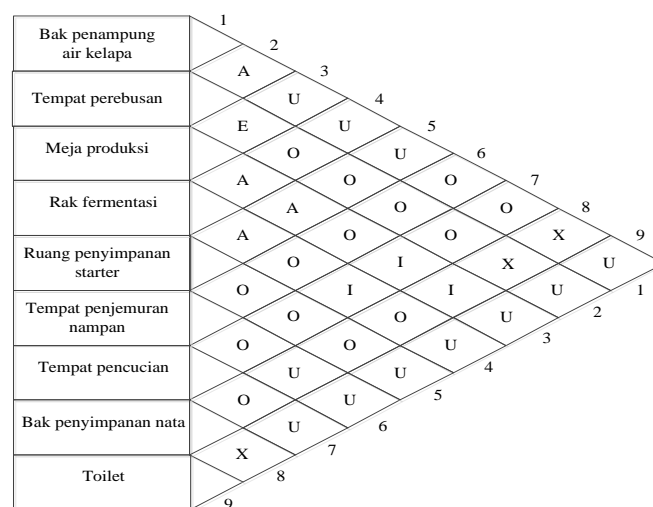 1
Bak penampung
air kelapa
2
A 3
Tempat perebusan U 4
E U 5
Meja produksi O U 6
A O O 7
Rak fermentasi A O O 8
A O O X 9
Ruang penyimpanan
starter
O I X U
O I I U 1
Tempat penjemuran
nampan
O O U 2
O O U 3
Tempat pencucian U U 4
O U 5
Bak penyimpanan nata U 6
X 7
Toilet 8
9